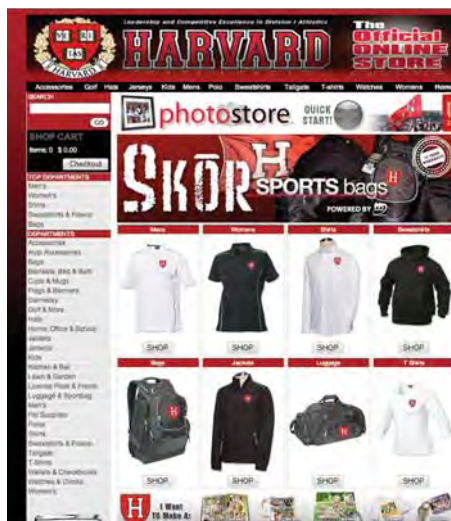 VE RI
TAS
HARVARD
Leadership and Competitive Excellence in Division I Athletics
HARVARD
The
Official
ONLINE
STORE
Accessories Golf Hats Jerseys Kids Mens Polo Sweatshirts Tailgate T-shirts Watches Womens Home
SEARCH
GO
photostore
QUICK
START!
SHOP CART
Items: 0 $ 0.00
Checkout
SKŌR H SPORTS bags
POWERED BY
TOP DEPARTMENTS
Men's
Women's
Shirts
Sweatshirts & Fleece
Bags
DEPARTMENTS
Accessories
Auto Accessories
Bags
Blankets, Bed & Bath
Cups & Mugs
Flags & Banners
Golf & More
Hats
Home, Office & School
Jackets
Jerseys
Kids
Kitchen & Bar
Lawn & Garden
License Plate & Frame
Luggage & Sportbag
Men's
Pet Supplies
Polos
Shirts
Sweatshirts & Fleece
Tailgate
T-Shirts
Wallets & Checkbooks
Watches & Clocks
Women's
Mens Womens Shirts Sweatshirts
SHOP SHOP SHOP SHOP
Bags Jackets Luggage T Shirts
SHOP SHOP SHOP SHOP
H I Want
TO Make A: